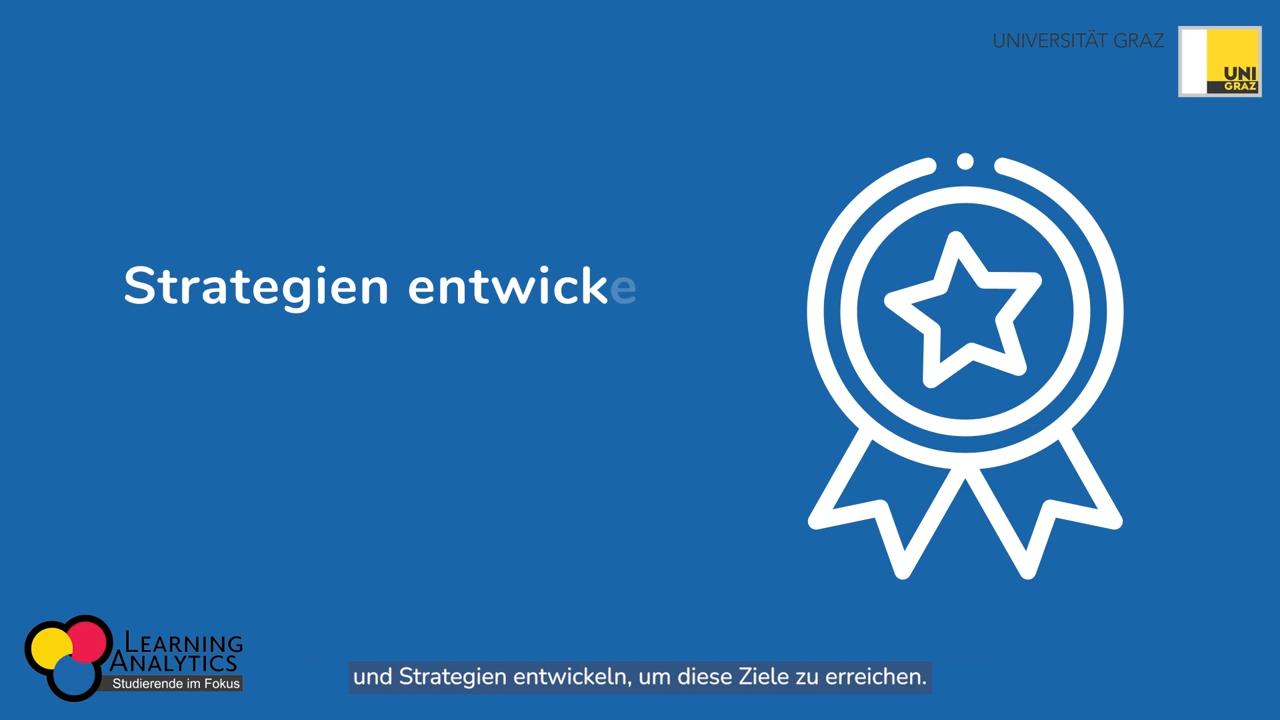 UNIVERSITÄT GRAZ
UNI
GRAZ
Strategien entwicke
LEARNING
ANALYTICS
Studierende im Fokus
und Strategien entwickeln, um diese Ziele zu erreichen.